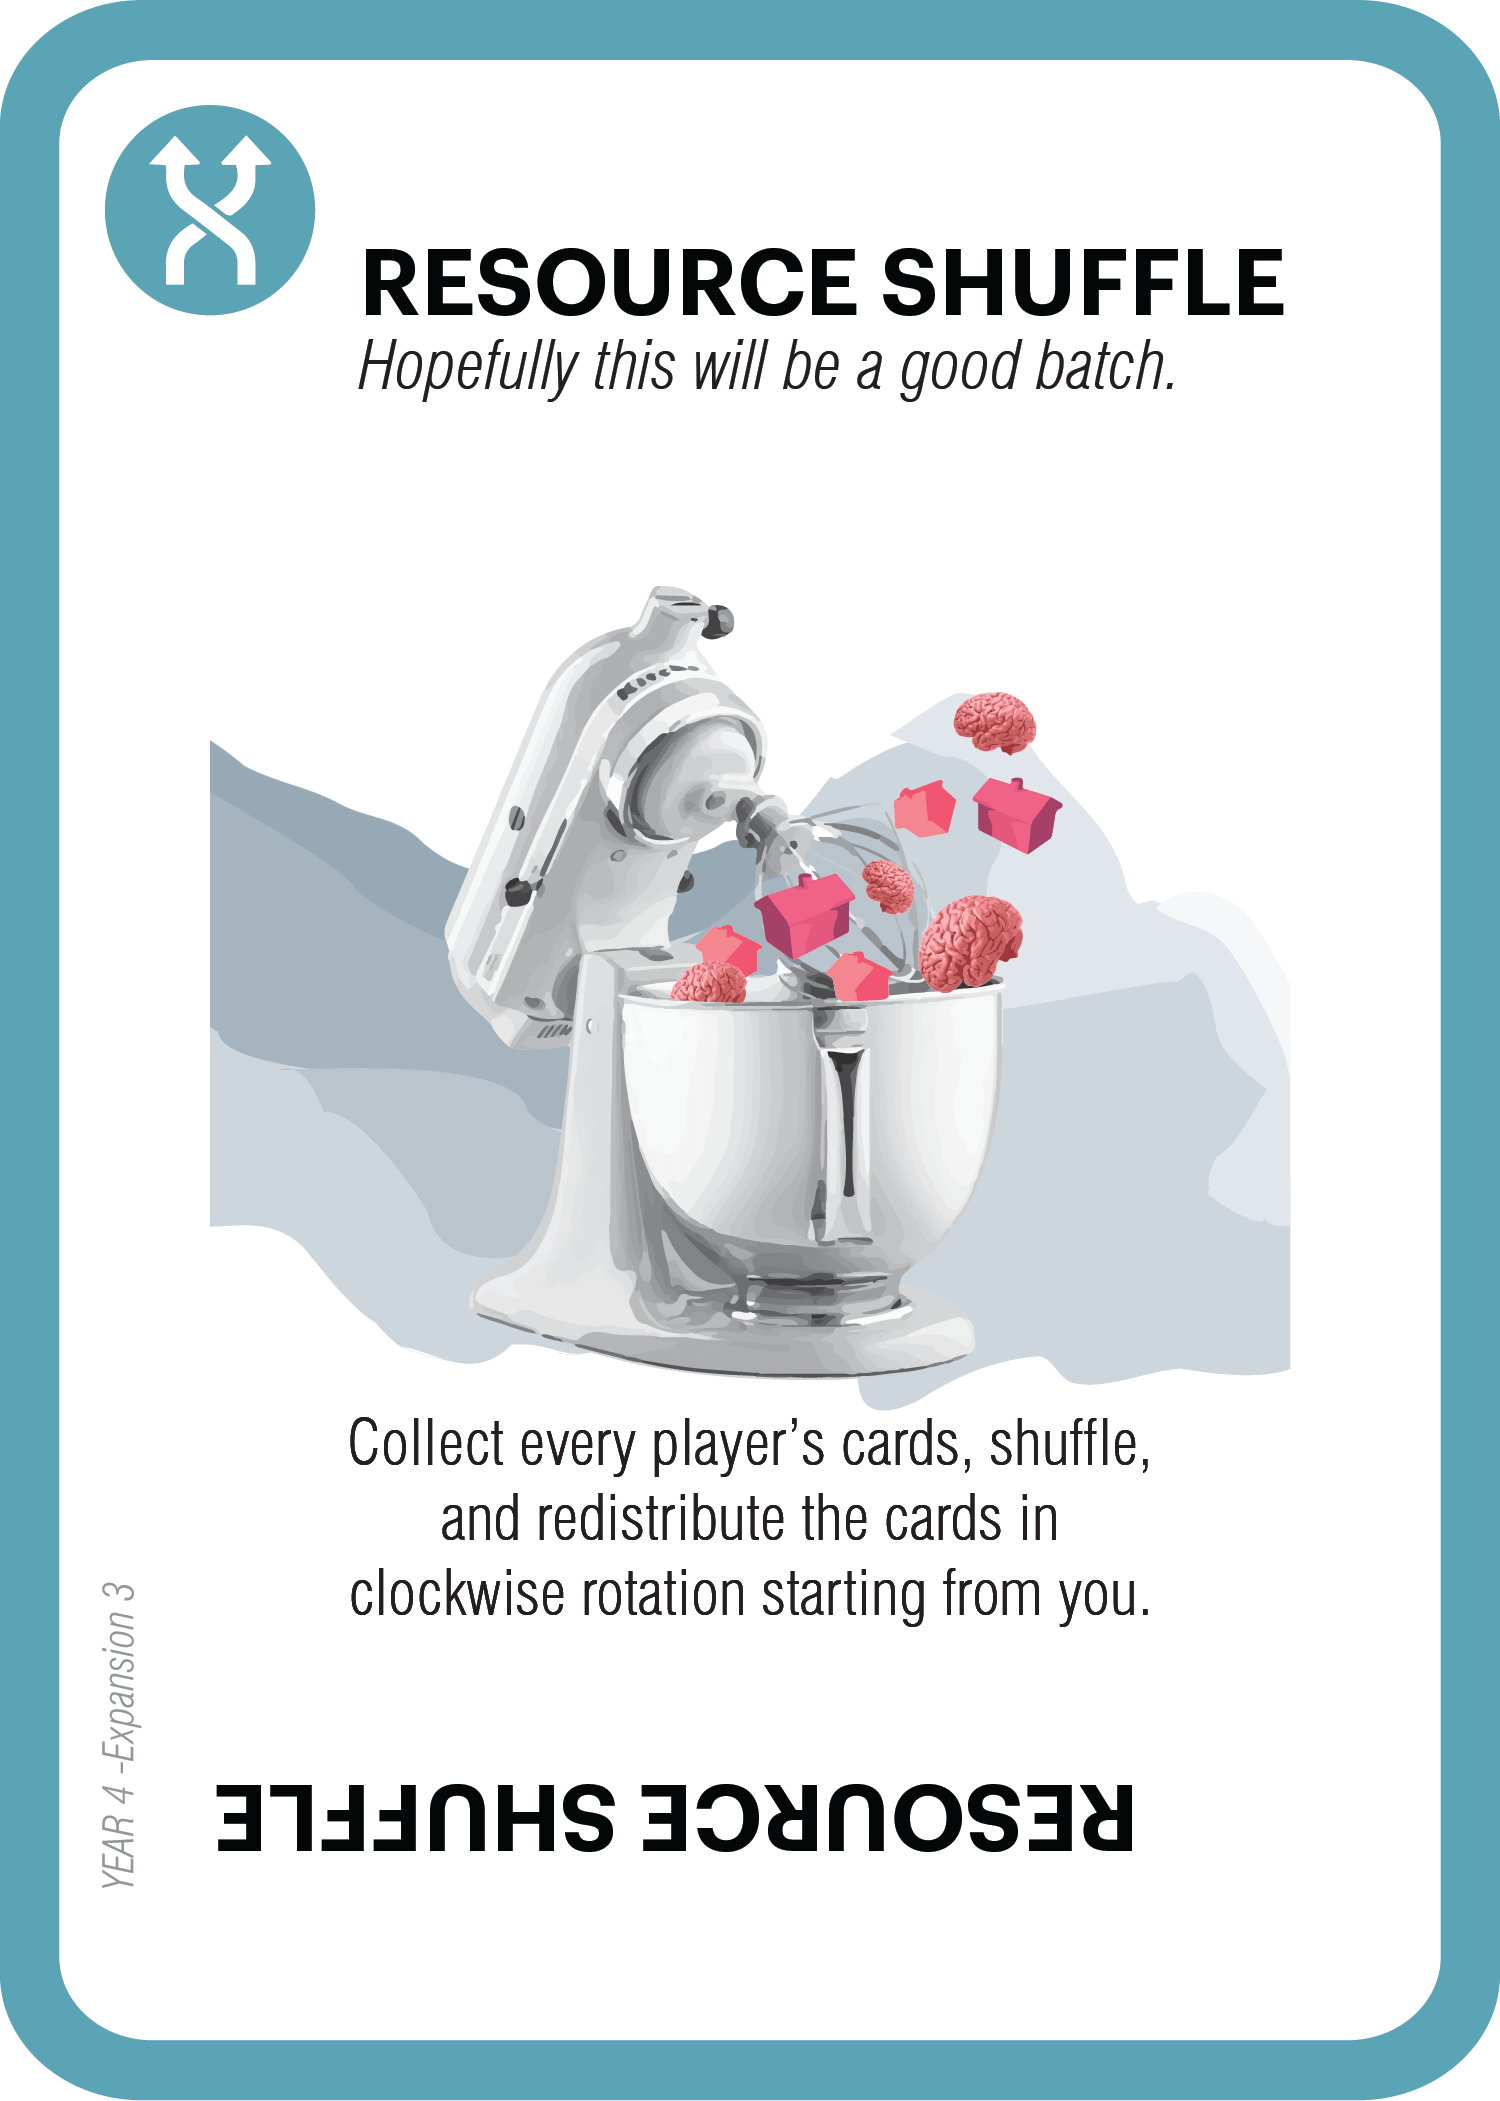 RESOURCE SHUFFLE
Hopefully this will be a good batch.
Collect every player’s cards, shuffle,
and redistribute the cards in
clockwise rotation starting from you.
YEAR 4 -Expansion 3
RESOURCE SHUFFLE